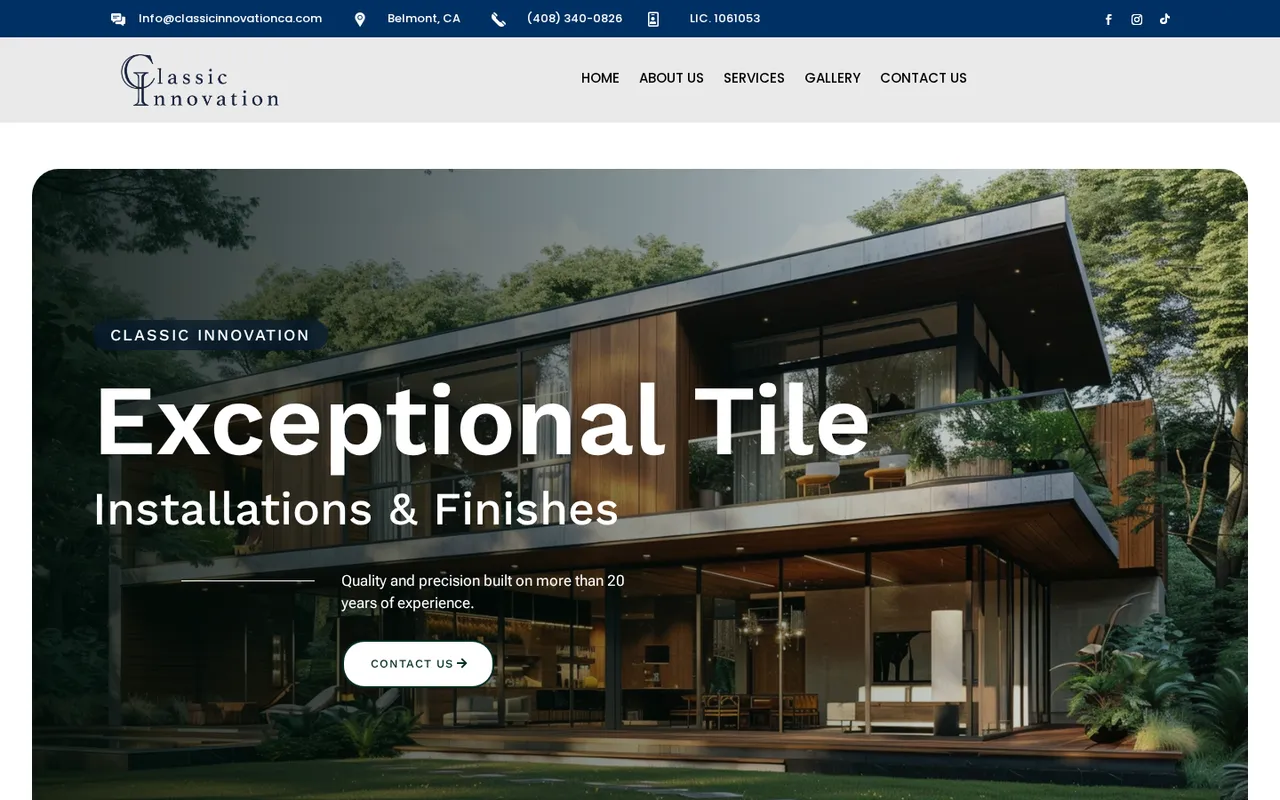 Info@classicinnovationca.com
Belmont, CA
(408) 340-0826
LIC. 1061053
Classic
Innovation
HOME
ABOUT US
SERVICES
GALLERY
CONTACT US
CLASSIC INNOVATION
Exceptional Tile
Installations & Finishes
Quality and precision built on more than 20
years of experience.
CONTACT US